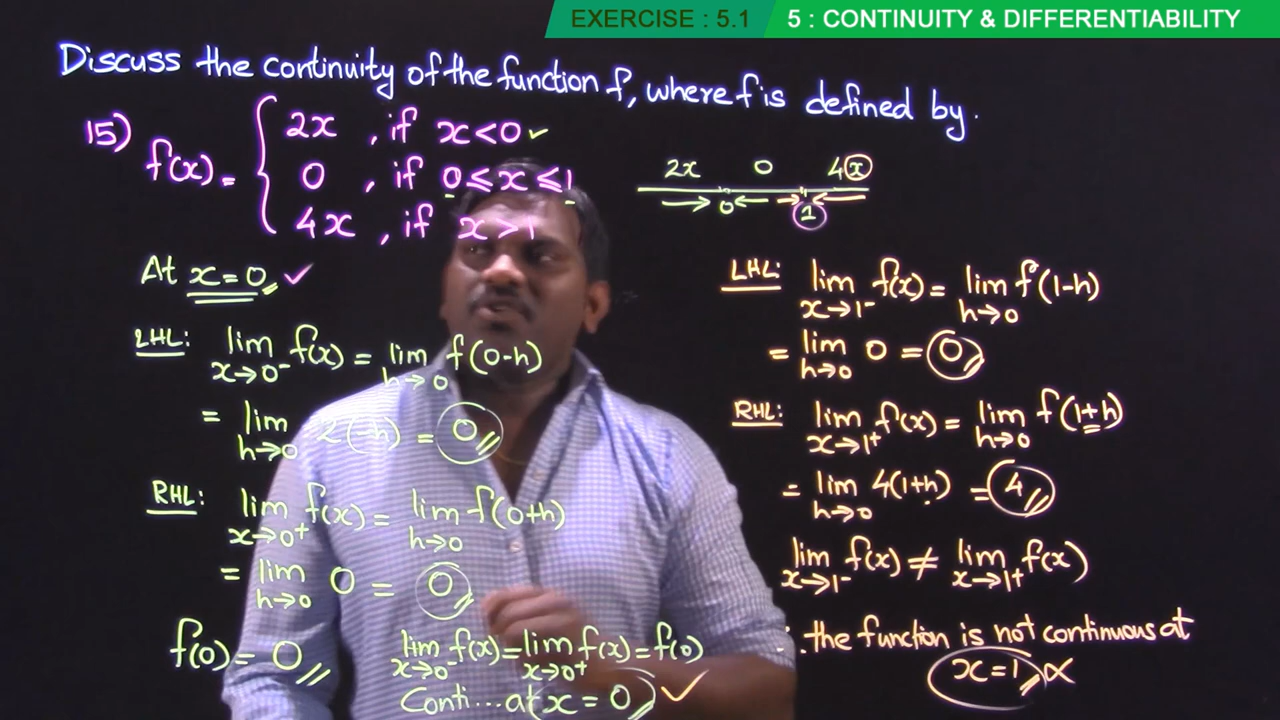 EXERCISE : 5.1
5 : CONTINUITY & DIFFERENTIABILITY
Discuss the continuity of the function f, where f is defined by.
15) f(x) = { 2x , if x<0 ✓
0 , if 0≤x≤1
4x , if x>1
2x 0 4x
0 1
At x=0, ✓
LHL: lim x→0⁻ f(x) = lim h→0 f(0-h)
= lim h→0 2(-h) = 0
RHL: lim x→0⁺ f(x) = lim h→0 f(0+h)
= lim h→0 0 = 0
f(0) = 0
lim x→0⁻ f(x) = lim x→0⁺ f(x) = f(0)
Conti... at x = 0 ✓
LHL: lim x→1⁻ f(x) = lim h→0 f(1-h)
= lim h→0 0 = 0
RHL: lim x→1⁺ f(x) = lim h→0 f(1+h)
= lim h→0 4(1+h) = 4
lim x→1⁻ f(x) ≠ lim x→1⁺ f(x)
∴ the function is not continuous at
x=1